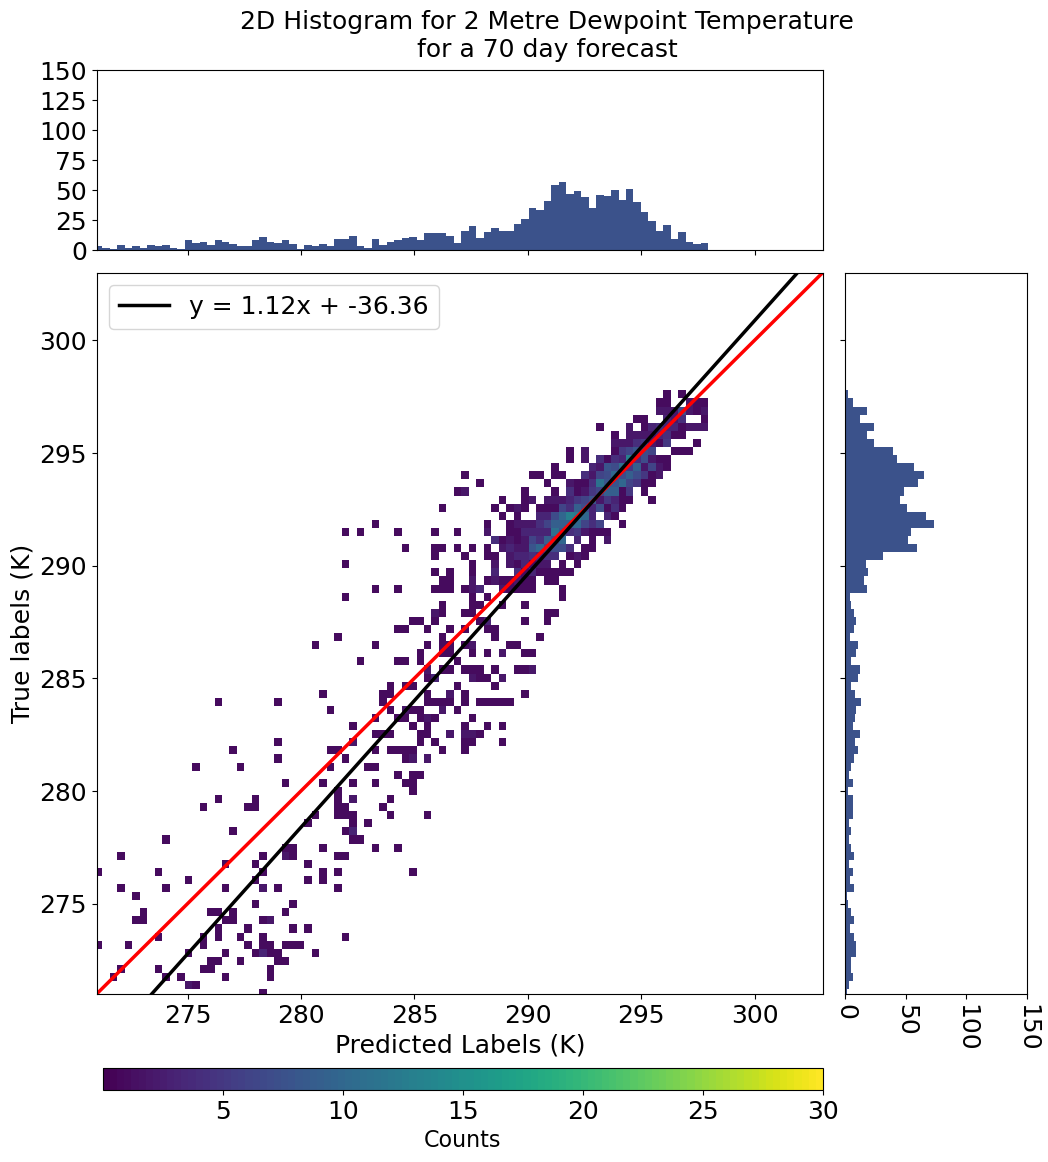 2D Histogram for 2 Metre Dewpoint Temperature
for a 70 day forecast
150
125
100
75
50
25
0
y = 1.12x + -36.36
300
295
290
285
280
275
True labels (K)
275 280 285 290 295 300
Predicted Labels (K)
0 50 100 150
5 10 15 20 25 30
Counts